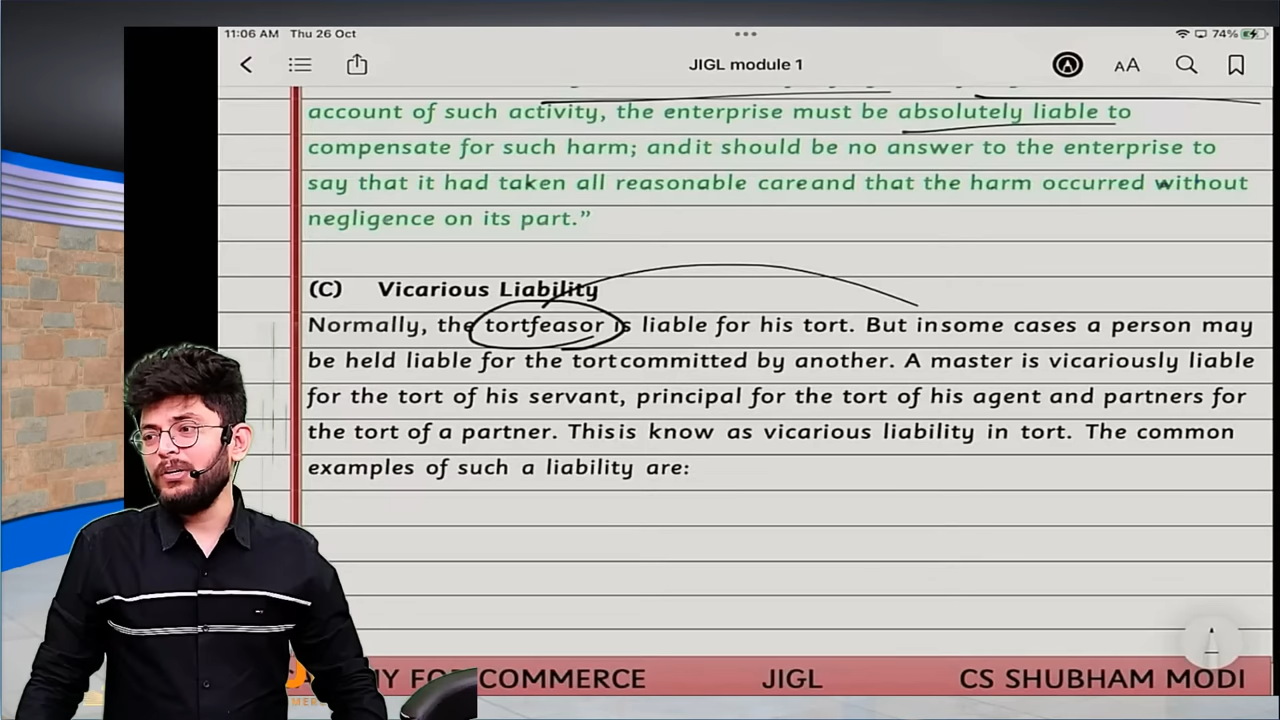 11:06 AM Thu 26 Oct
74%
JIGL module 1
AA
account of such activity, the enterprise must be absolutely liable to
compensate for such harm; andit should be no answer to the enterprise to
say that it had taken all reasonable careand that the harm occurred without
negligence on its part.”
(C) Vicarious Liability
Normally, the tortfeasor is liable for his tort. But insome cases a person may
be held liable for the tortcommitted by another. A master is vicariously liable
for the tort of his servant, principal for the tort of his agent and partners for
the tort of a partner. Thisis know as vicarious liability in tort. The common
examples of such a liability are:
COMMERCE JIGL CS SHUBHAM MODI